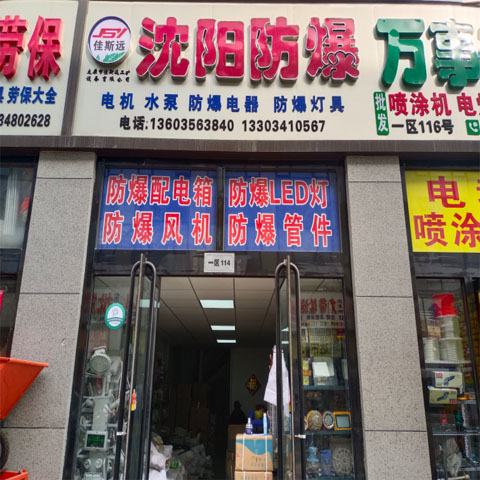 劳保
具 劳保大全
34802628
JSY
佳斯远
沈阳防爆
电机 水泵 防爆电器 防爆灯具
电话:13603563840 13303410567
万事
批发
喷涂机 电
一区116号
防爆配电箱
防爆LED灯
防爆风机
防爆管件
一区 114
电
喷涂